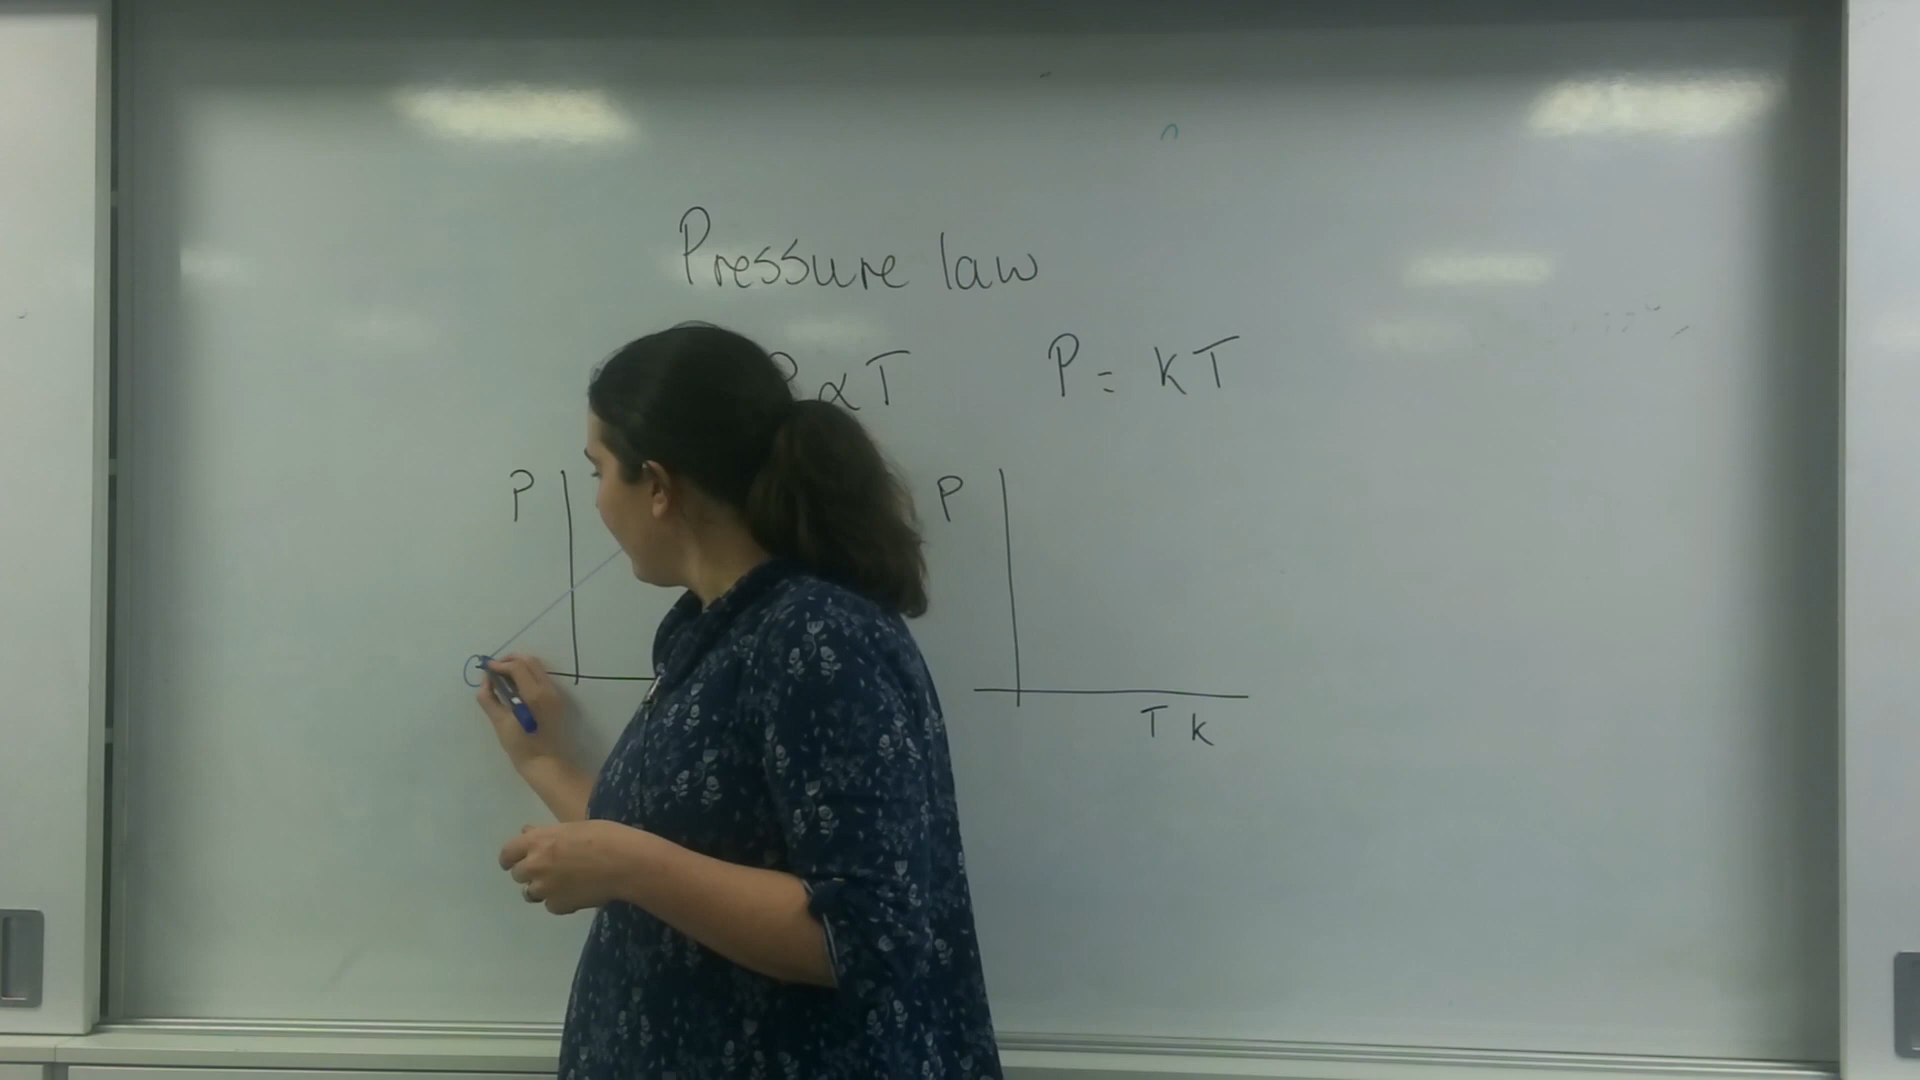 Pressure law
P α T P = kT
P P
T K